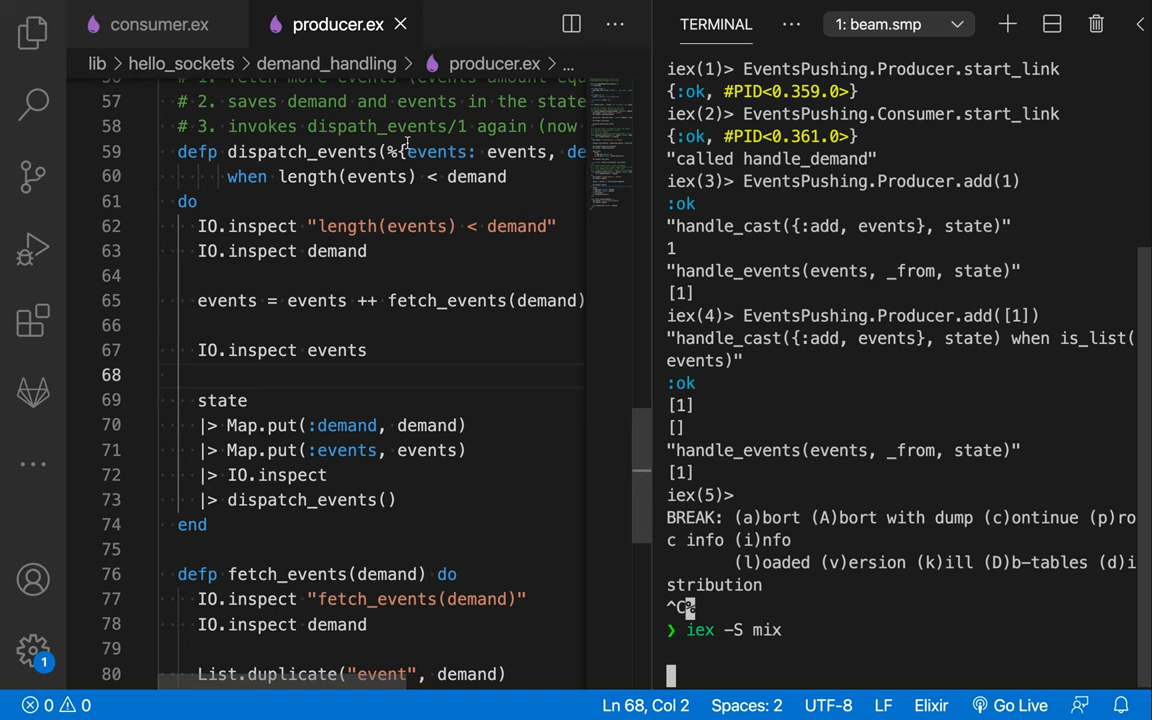 consumer.ex
producer.ex
lib > hello_sockets > demand_handling > producer.ex > ...
57 # 2. saves demand and events in the state
58 # 3. invokes dispath_events/1 again (now
59 defp dispatch_events(%{events: events, de
60 when length(events) < demand
61 do
62 IO.inspect "length(events) < demand"
63 IO.inspect demand
64
65 events = events ++ fetch_events(demand)
66
67 IO.inspect events
68
69 state
70 |> Map.put(:demand, demand)
71 |> Map.put(:events, events)
72 |> IO.inspect
73 |> dispatch_events()
74 end
75
76 defp fetch_events(demand) do
77 IO.inspect "fetch_events(demand)"
78 IO.inspect demand
79
80 List.duplicate("event", demand)
TERMINAL ... 1: beam.smp
iex(1)> EventsPushing.Producer.start_link
{:ok, #PID<0.359.0>}
iex(2)> EventsPushing.Consumer.start_link
{:ok, #PID<0.361.0>}
"called handle_demand"
iex(3)> EventsPushing.Producer.add(1)
:ok
"handle_cast({:add, events}, state)"
1
"handle_events(events, _from, state)"
[1]
iex(4)> EventsPushing.Producer.add([1])
"handle_cast({:add, events}, state) when is_list(
events)"
:ok
[1]
[]
"handle_events(events, _from, state)"
[1]
iex(5)>
BREAK: (a)bort (A)bort with dump (c)ontinue (p)ro
c info (i)nfo
(l)oaded (v)ersion (k)ill (D)b-tables (d)i
stribution
^C%
❯ iex -S mix
1
0 0
Ln 68, Col 2 Spaces: 2 UTF-8 LF Elixir Go Live